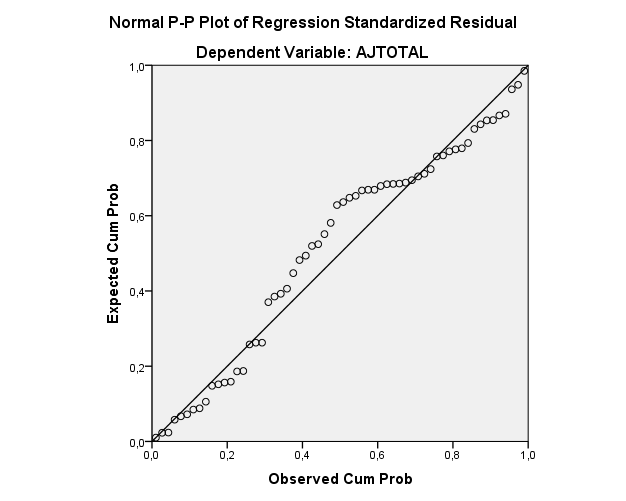 Normal P-P Plot of Regression Standardized Residual
Dependent Variable: AJTOTAL
1,0
0,8
0,6
0,4
0,2
0,0
Expected Cum Prob
0,0 0,2 0,4 0,6 0,8 1,0
Observed Cum Prob